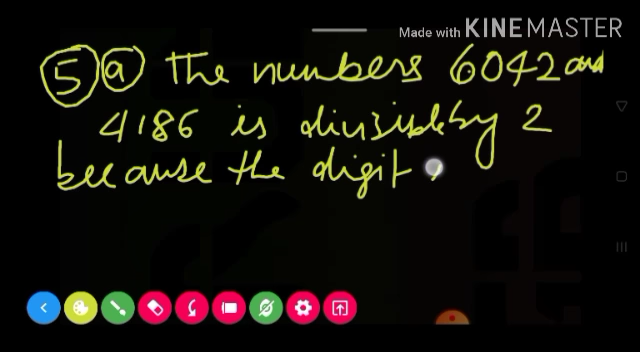 Made with KINEMASTER
5 a The numbers 6042 and
4186 is divisible by 2
because the digit